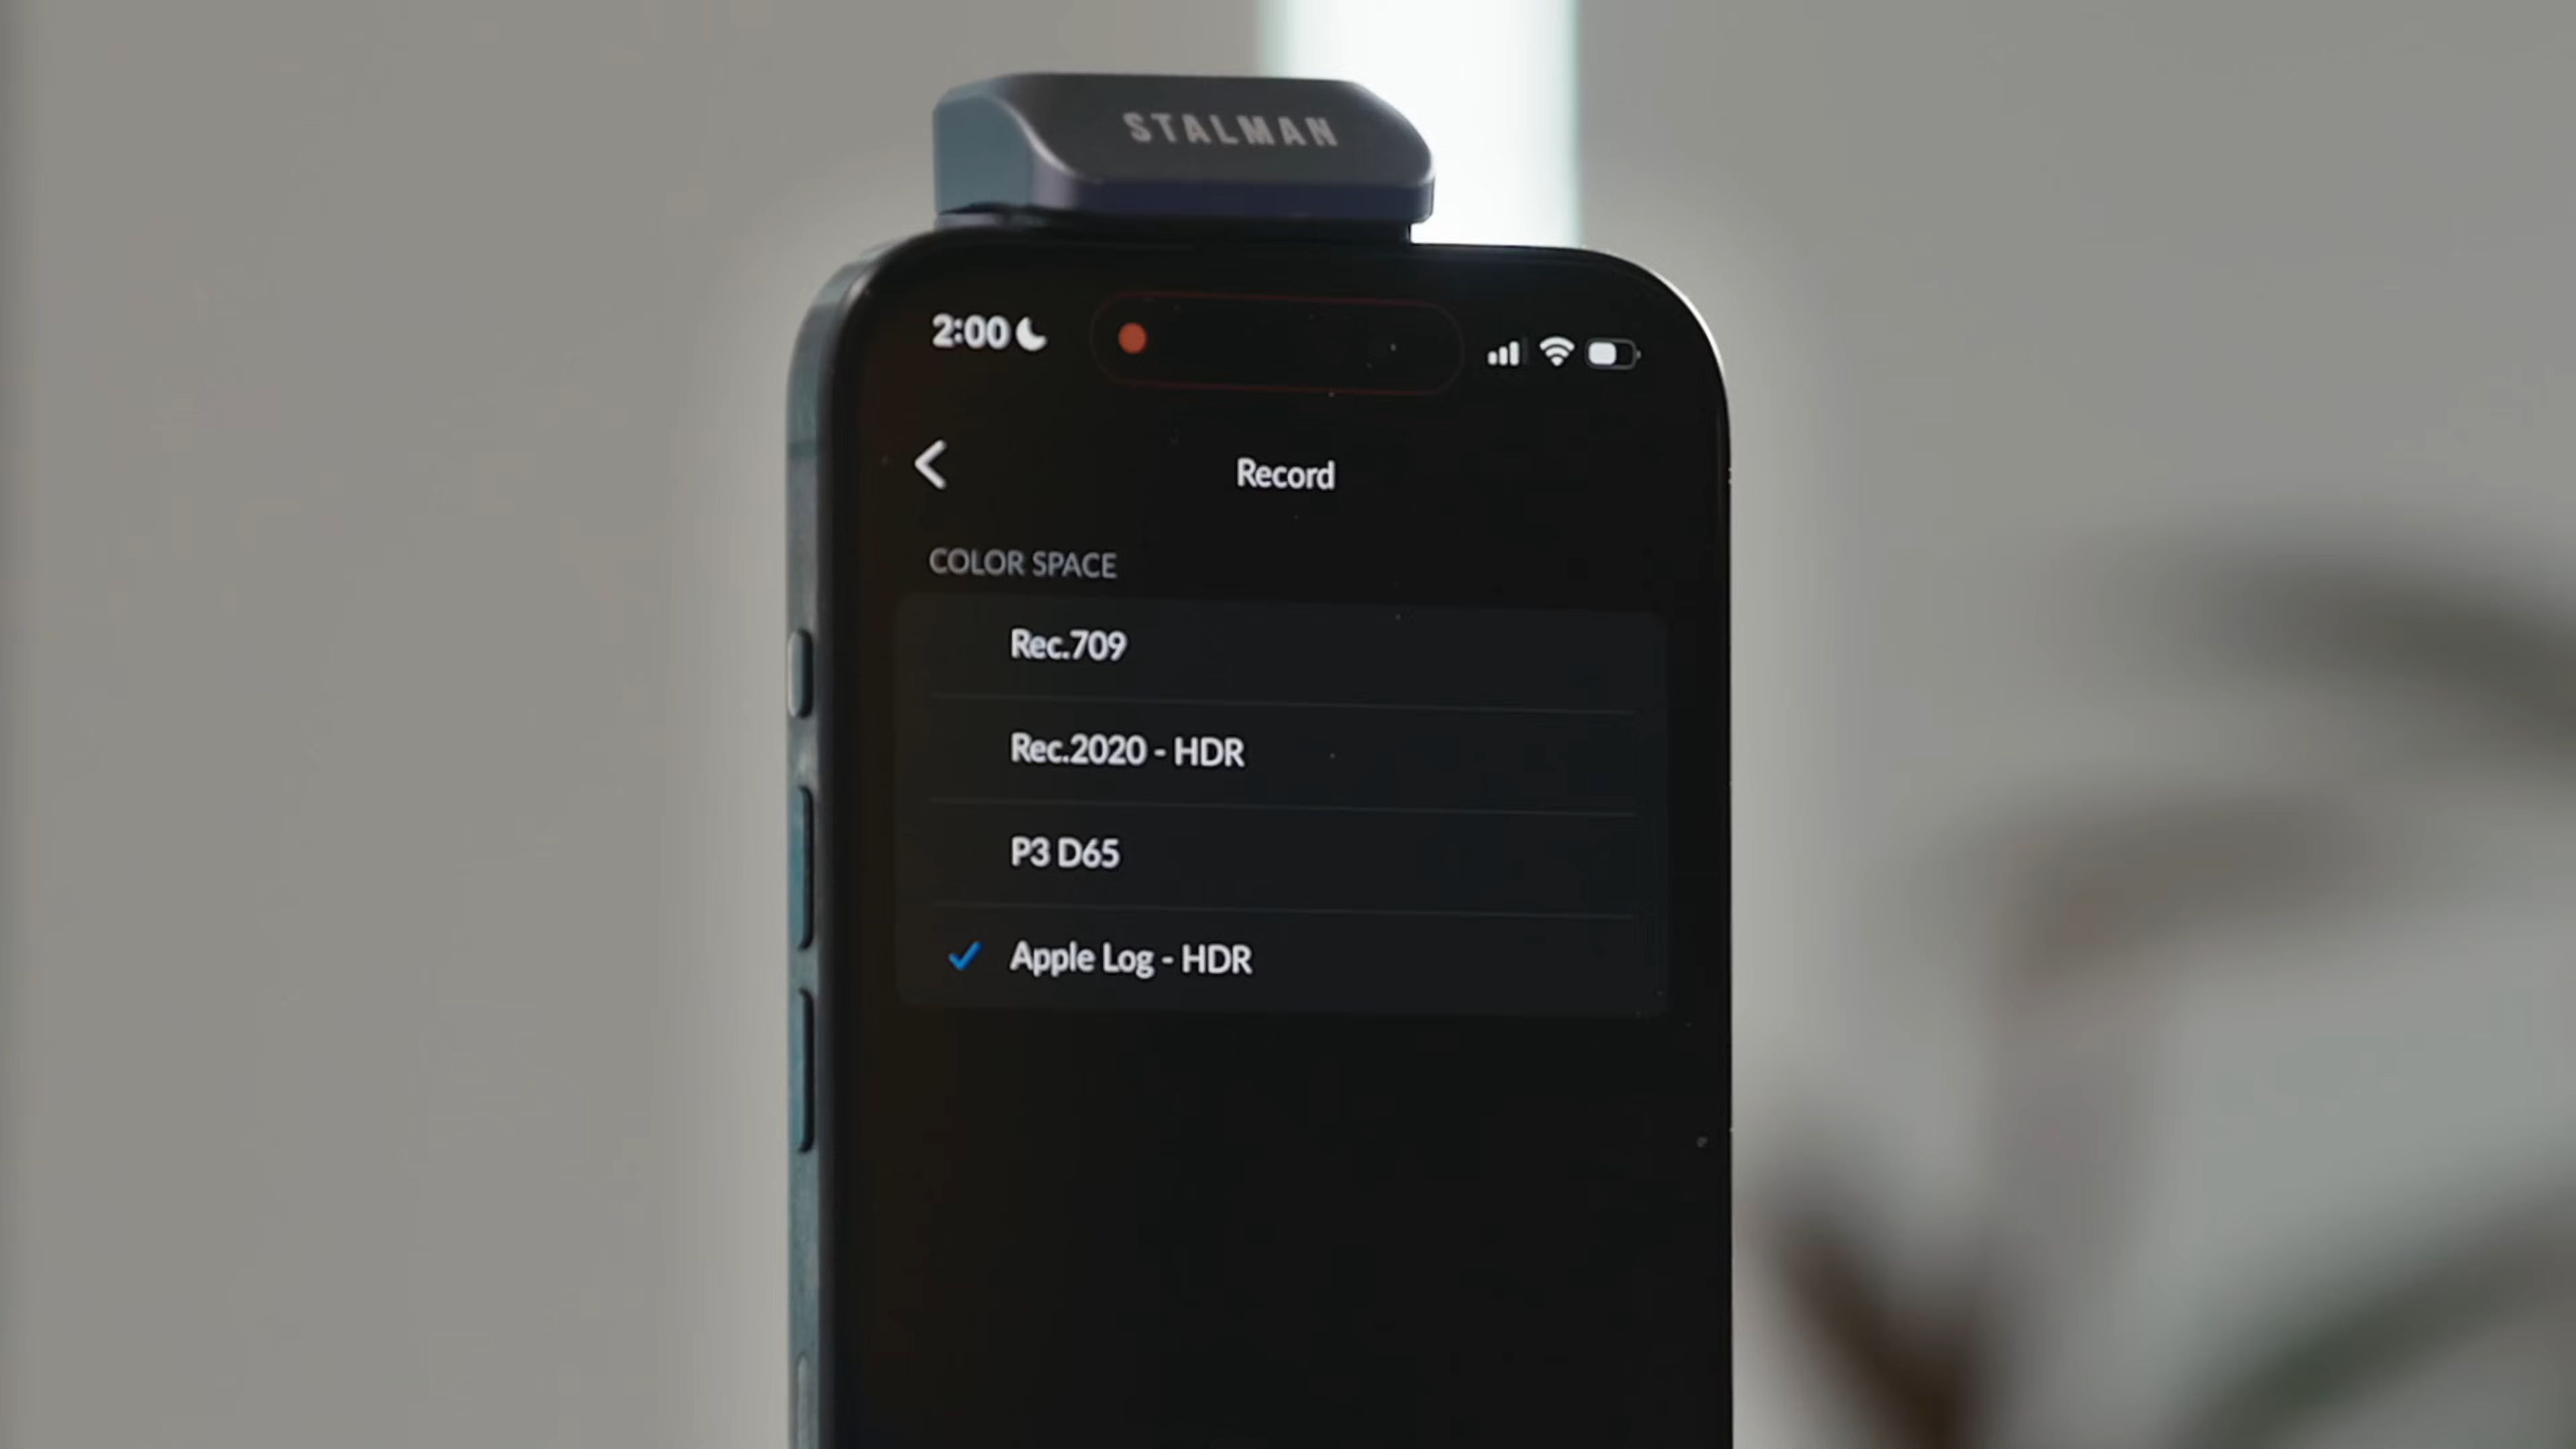 STALMAN
2:00
Record
COLOR SPACE
Rec.709
Rec.2020 - HDR
P3 D65
Apple Log - HDR